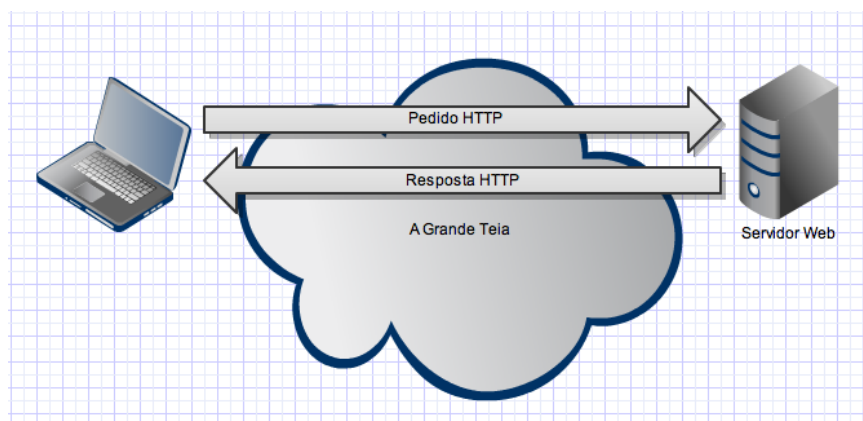 Pedido HTTP
Resposta HTTP
A Grande Teia
Servidor Web